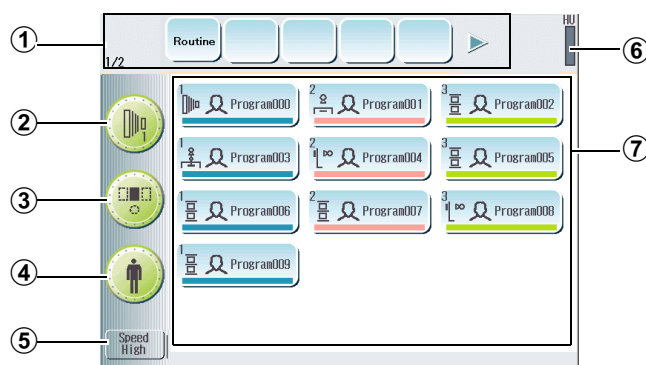 HU
1
Routine
6
1/2
1 Program000 2 Program001 3 Program002
2
1
7
1 Program003 2 Program004 3 Program005
3
1 Program006 2 Program007 3 Program008
4
1 Program009
5
Speed
High